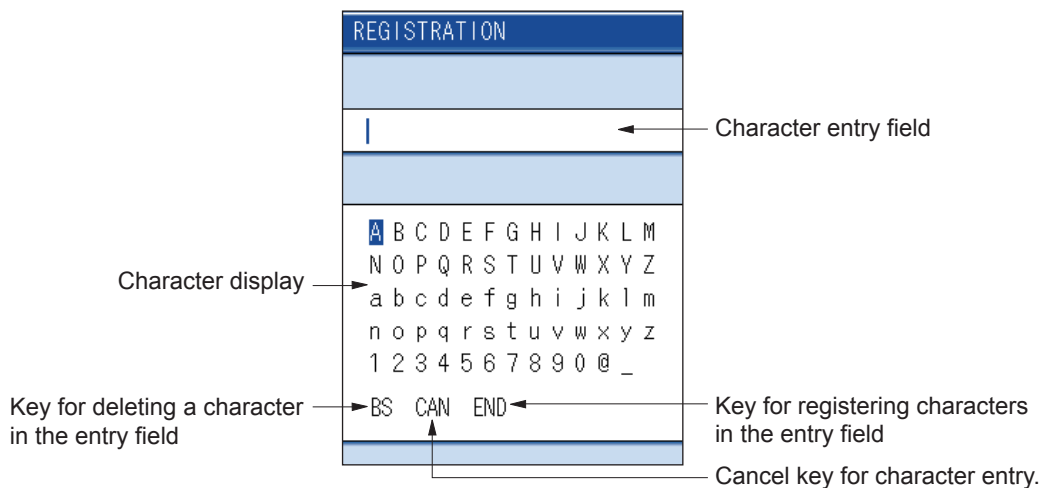 REGISTRATION
Character entry field
A B C D E F G H I J K L M
N O P Q R S T U V W X Y Z
Character display
a b c d e f g h i j k l m
n o p q r s t u v w x y z
1 2 3 4 5 6 7 8 9 0 @ _
Key for deleting a character
in the entry field
BS CAN END
Key for registering characters
in the entry field
Cancel key for character entry.